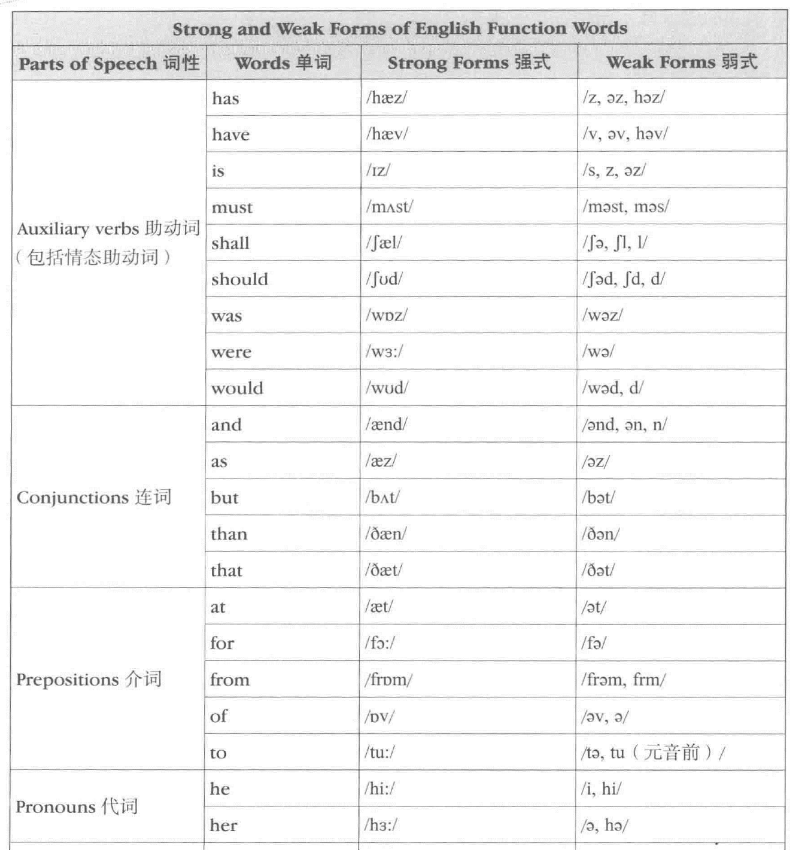 Strong and Weak Forms of English Function Words
Parts of Speech 词性 Words 单词 Strong Forms 强式 Weak Forms 弱式
Auxiliary verbs 助动词
（包括情态助动词）
has /hæz/ /z, əz, həz/
have /hæv/ /v, əv, həv/
is /ɪz/ /s, z, əz/
must /mʌst/ /məst, məs/
shall /ʃæl/ /ʃə, ʃl, l/
should /ʃʊd/ /ʃəd, ʃd, d/
was /wɒz/ /wəz/
were /wɜ:/ /wə/
would /wʊd/ /wəd, d/
Conjunctions 连词
and /ænd/ /ənd, ən, n/
as /æz/ /əz/
but /bʌt/ /bət/
than /ðæn/ /ðən/
that /ðæt/ /ðət/
Prepositions 介词
at /æt/ /ət/
for /fɔ:/ /fə/
from /frɒm/ /frəm, frm/
of /ɒv/ /əv, ə/
to /tu:/ /tə, tu（元音前）/
Pronouns 代词
he /hi:/ /i, hi/
her /hɜ:/ /ə, hə/